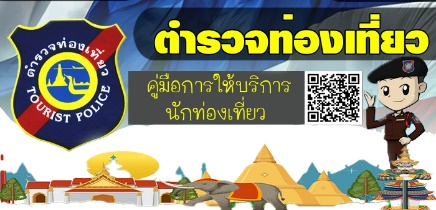 ตำรวจท่องเที่ยว
ตำรวจท่องเที่ยว
TOURIST POLICE
คู่มือการให้บริการ
นักท่องเที่ยว